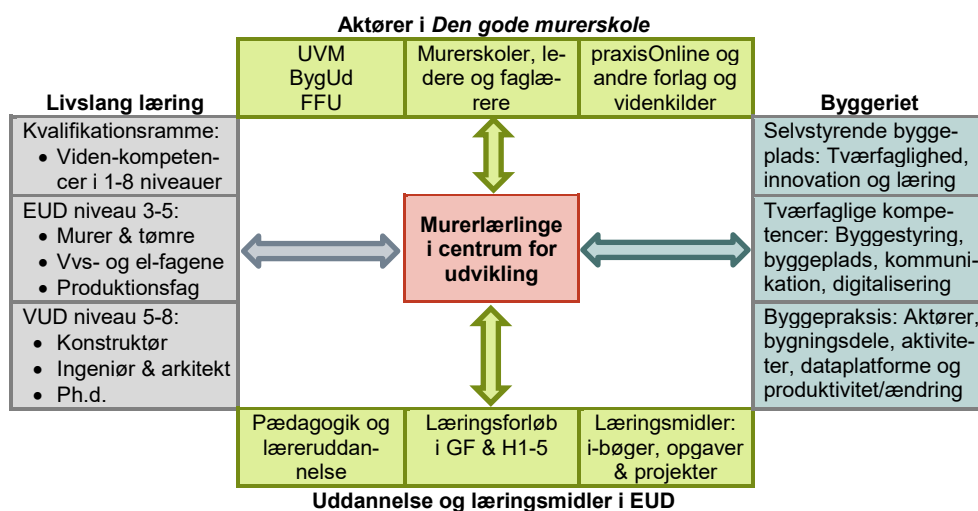 Aktører i Den gode murerskole
UVM
BygUd
FFU
Murerskoler, le-
dere og faglæ-
rere
praxisOnline og
andre forlag og
videnkilder
Livslang læring
Kvalifikationsramme:
• Viden-kompeten-
cer i 1-8 niveauer
EUD niveau 3-5:
• Murer & tømre
• Vvs- og el-fagene
• Produktionsfag
VUD niveau 5-8:
• Konstruktør
• Ingeniør & arkitekt
• Ph.d.
Murerlærlinge
i centrum for
udvikling
Byggeriet
Selvstyrende bygge-
plads: Tværfaglighed,
innovation og læring
Tværfaglige kompe-
tencer: Byggestyring,
byggeplads, kommuni-
kation, digitalisering
Byggepraksis: Aktører,
bygningsdele, aktivite-
ter, dataplatforme og
produktivitet/ændring
Pædagogik og
læreruddan-
nelse
Læringsforløb
i GF & H1-5
Læringsmidler:
i-bøger, opgaver
& projekter
Uddannelse og læringsmidler i EUD